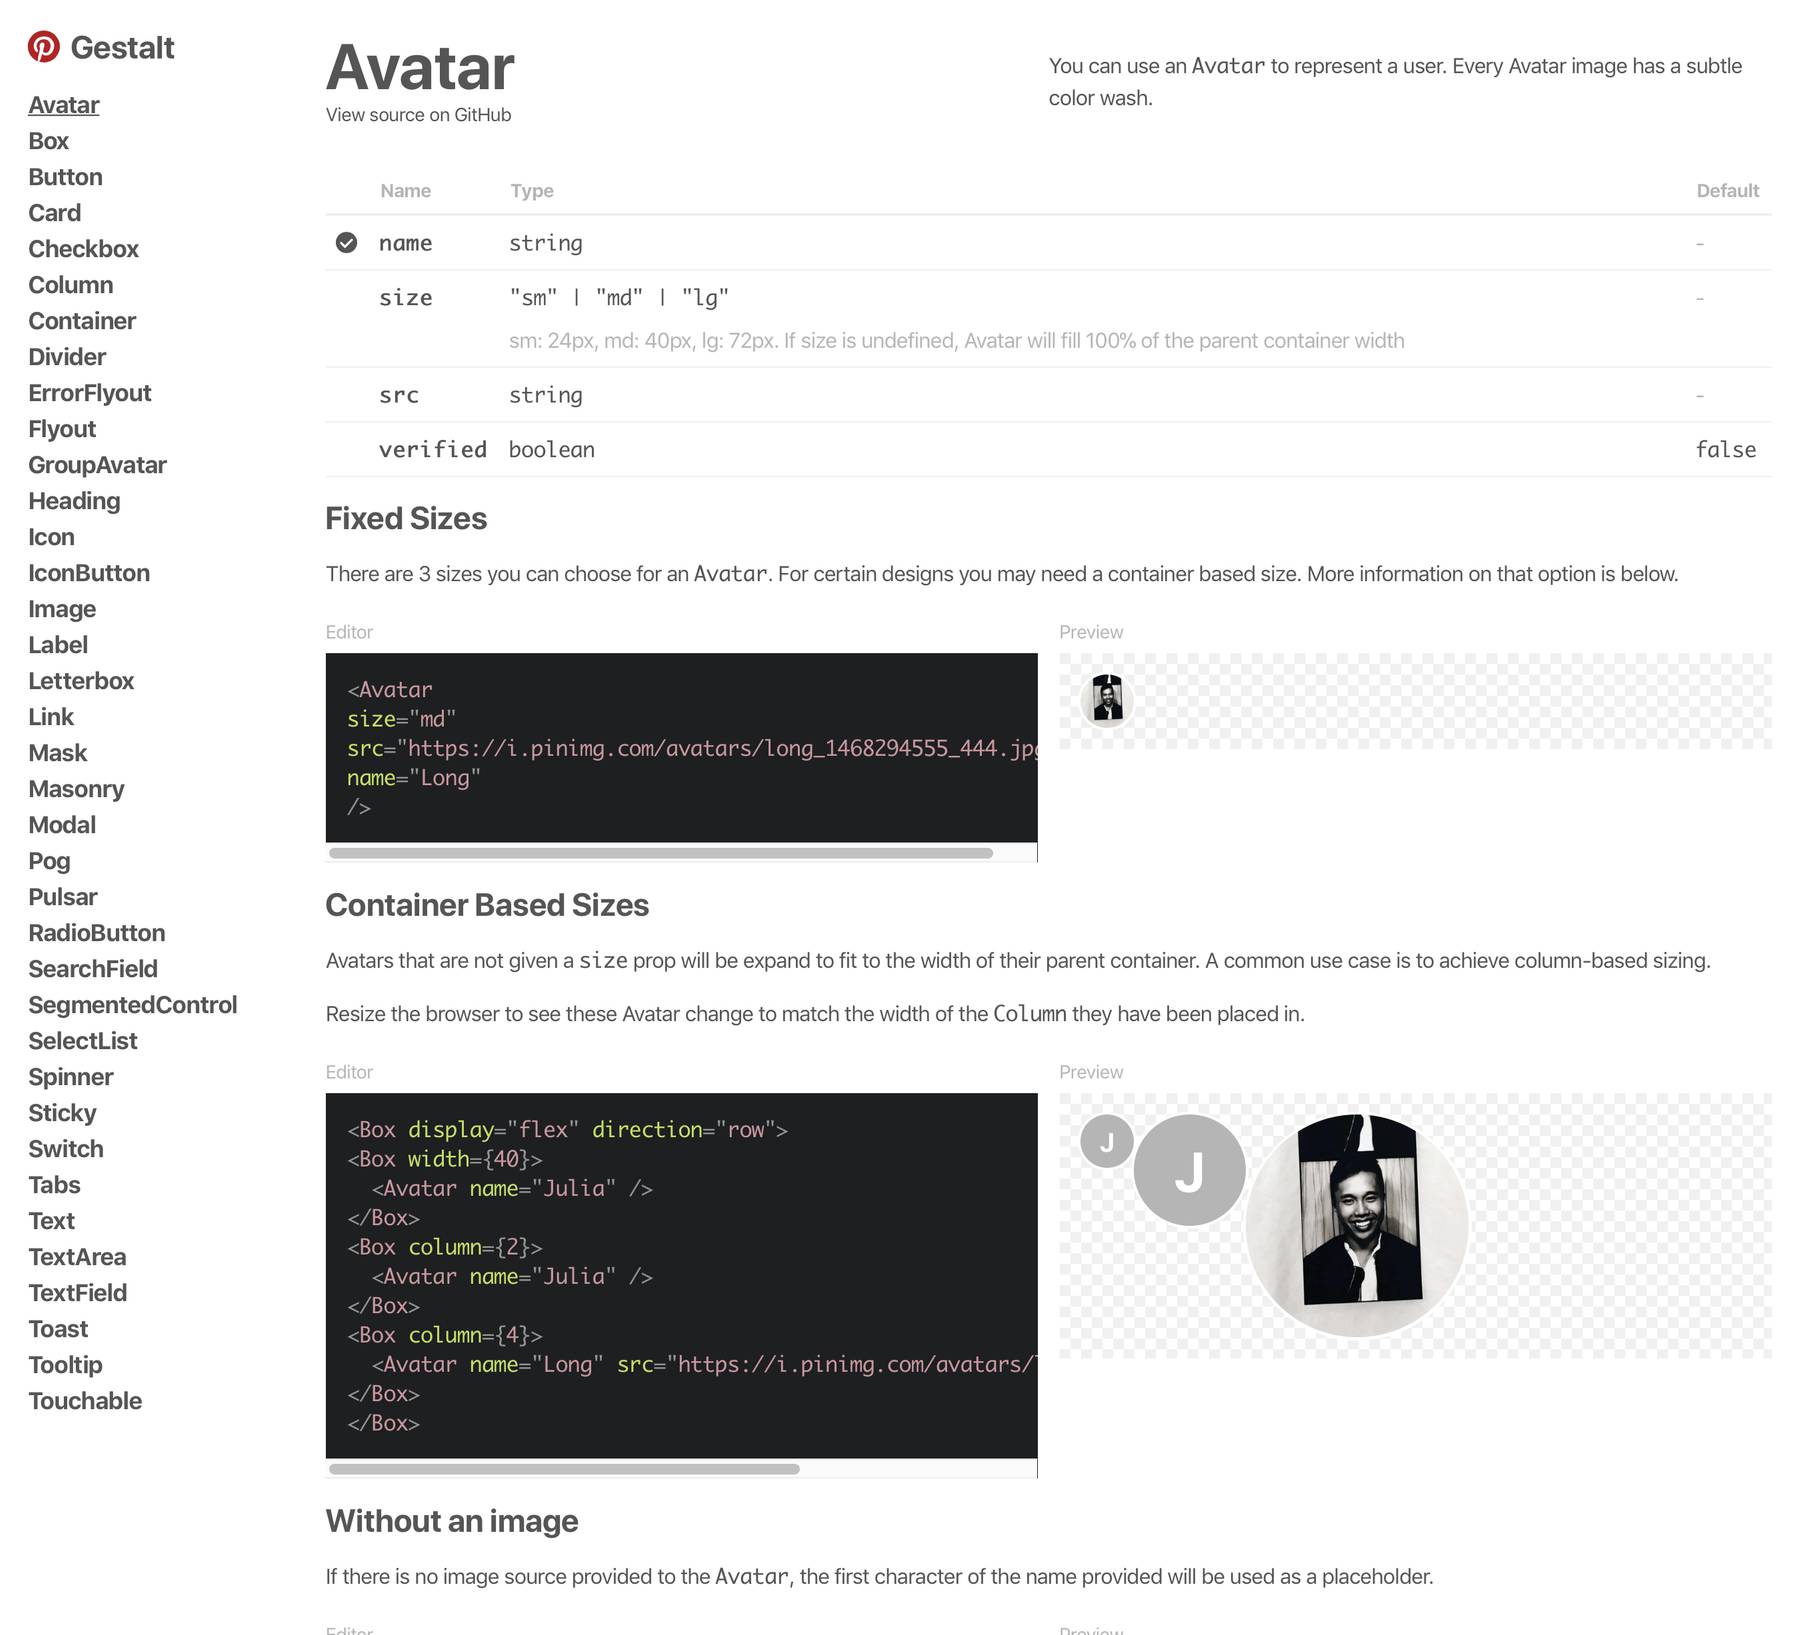 Gestalt
Avatar
Box
Button
Card
Checkbox
Column
Container
Divider
ErrorFlyout
Flyout
GroupAvatar
Heading
Icon
IconButton
Image
Label
Letterbox
Link
Mask
Masonry
Modal
Pog
Pulsar
RadioButton
SearchField
SegmentedControl
SelectList
Spinner
Sticky
Switch
Tabs
Text
TextArea
TextField
Toast
Tooltip
Touchable
Avatar
View source on GitHub
You can use an Avatar to represent a user. Every Avatar image has a subtle
color wash.
Name Type Default
name string -
size "sm" | "md" | "lg" -
sm: 24px, md: 40px, lg: 72px. If size is undefined, Avatar will fill 100% of the parent container width
src string -
verified boolean false
Fixed Sizes
There are 3 sizes you can choose for an Avatar. For certain designs you may need a container based size. More information on that option is below.
Editor
<Avatar
size="md"
src="https://i.pinimg.com/avatars/long_1468294555_444.jpg
name="Long"
/>
Preview
Container Based Sizes
Avatars that are not given a size prop will be expand to fit to the width of their parent container. A common use case is to achieve column-based sizing.
Resize the browser to see these Avatar change to match the width of the Column they have been placed in.
Editor
<Box display="flex" direction="row">
<Box width={40}>
  <Avatar name="Julia" />
</Box>
<Box column={2}>
  <Avatar name="Julia" />
</Box>
<Box column={4}>
  <Avatar name="Long" src="https://i.pinimg.com/avatars/l
</Box>
</Box>
Preview
J
J
Without an image
If there is no image source provided to the Avatar, the first character of the name provided will be used as a placeholder.
Editor
Preview